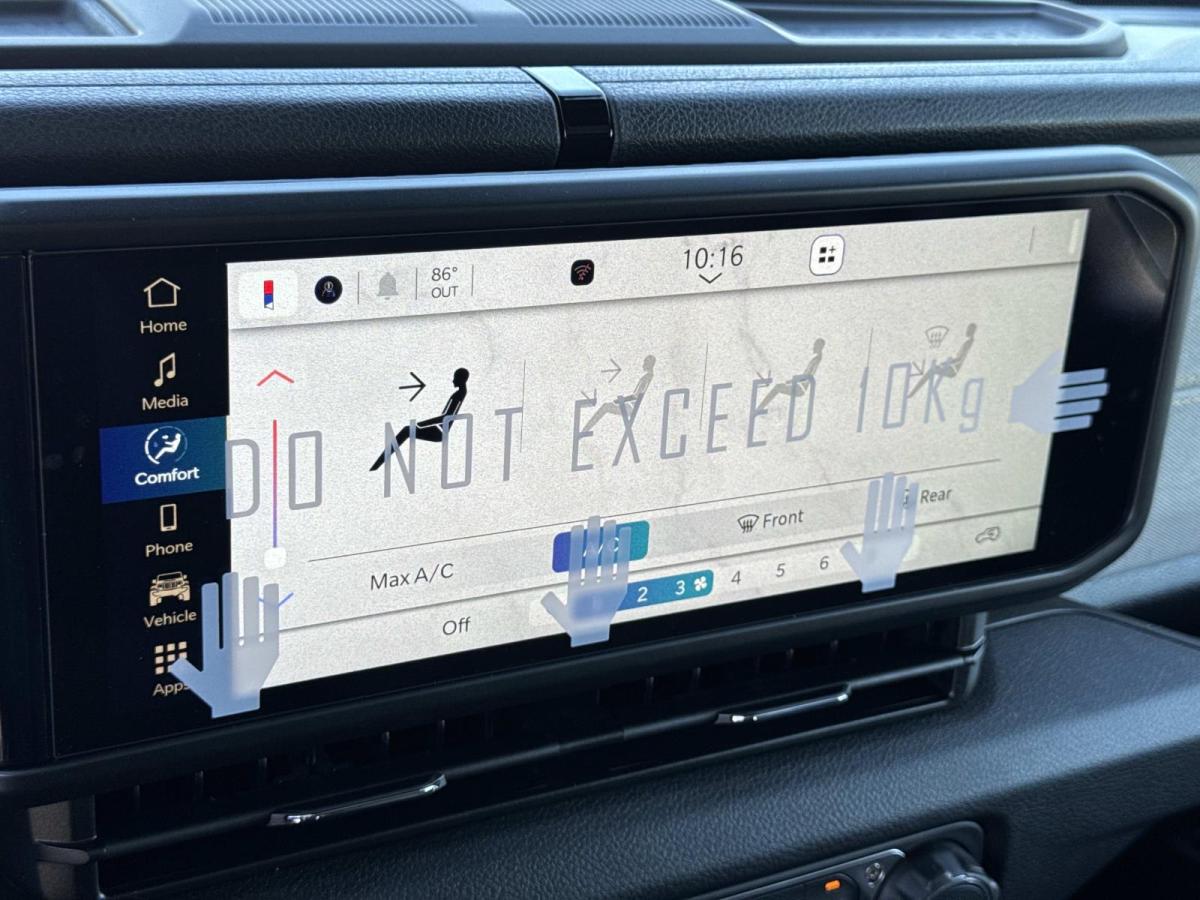 86°
OUT
10:16
Home
Media
Comfort
Phone
Vehicle
Apps
DO NOT EXCEED 10Kg
Max A/C
Front
Rear
Off
2 3 4 5 6